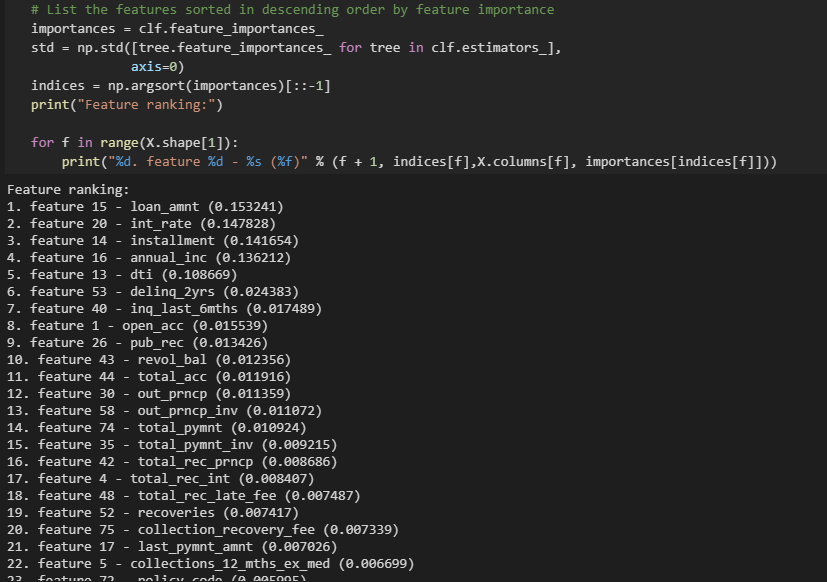 # List the features sorted in descending order by feature importance
importances = clf.feature_importances_
std = np.std([tree.feature_importances_ for tree in clf.estimators_],
axis=0)
indices = np.argsort(importances)[::-1]
print("Feature ranking:")
for f in range(X.shape[1]):
print("%d. feature %d - %s (%f)" % (f + 1, indices[f],X.columns[f], importances[indices[f]]))
Feature ranking:
1. feature 15 - loan_amnt (0.153241)
2. feature 20 - int_rate (0.147828)
3. feature 14 - installment (0.141654)
4. feature 16 - annual_inc (0.136212)
5. feature 13 - dti (0.108669)
6. feature 53 - delinq_2yrs (0.024383)
7. feature 40 - inq_last_6mths (0.017489)
8. feature 1 - open_acc (0.015539)
9. feature 26 - pub_rec (0.013426)
10. feature 43 - revol_bal (0.012356)
11. feature 44 - total_acc (0.011916)
12. feature 30 - out_prncp (0.011359)
13. feature 58 - out_prncp_inv (0.011072)
14. feature 74 - total_pymnt (0.010924)
15. feature 35 - total_pymnt_inv (0.009215)
16. feature 42 - total_rec_prncp (0.008686)
17. feature 4 - total_rec_int (0.008407)
18. feature 48 - total_rec_late_fee (0.007487)
19. feature 52 - recoveries (0.007417)
20. feature 75 - collection_recovery_fee (0.007339)
21. feature 17 - last_pymnt_amnt (0.007026)
22. feature 5 - collections_12_mths_ex_med (0.006699)
23. feature 72 - policy_code